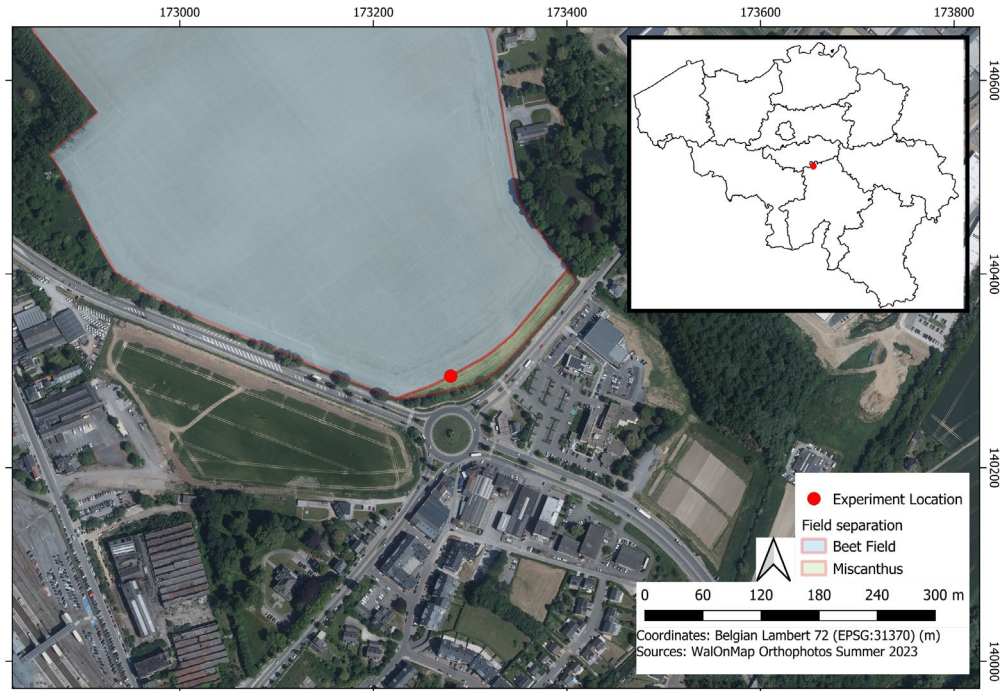 173000 173200 173400 173600 173800
140600
140400
140200
140000
Experiment Location
Field separation
Beet Field
Miscanthus
0 60 120 180 240 300 m
Coordinates: Belgian Lambert 72 (EPSG:31370) (m)
Sources: WalOnMap Orthophotos Summer 2023